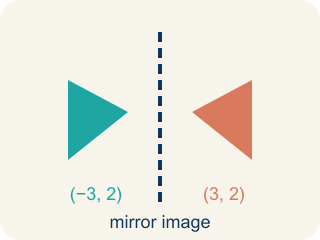 (−3, 2) (3, 2)
mirror image